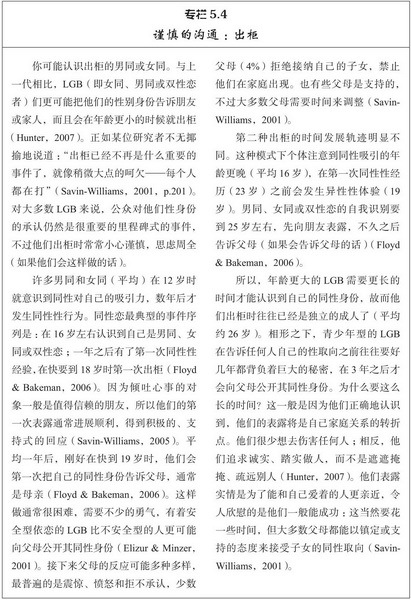 专栏 5.4
谨慎的沟通：出柜
你可能认识出柜的男同或女同。与上
一代相比，LGB（即女同、男同或双性恋
者）们更可能把他们的性别身份告诉朋友
或家人，而且会在年龄更小的时候就出柜
（Hunter, 2007）。正如某位研究者不无揶
揄地说道：“出柜已经不再是什么重要的
事件了，就像稍微大点的呵欠——每个人
都在打”（Savin-Williams, 2001, p.201）。
对大多数 LGB 来说，公众对他们性身份
的承认仍然是很重要的里程碑式的事件，
不过他们出柜时常常小心谨慎，思虑周全
（如果他们会这样做的话）。
许多男同和女同（平均）在 12 岁时
就意识到同性对自己的吸引力，数年后才
发生同性性行为。同性恋最典型的事件序
列是：在 16 岁左右认识到自己是男同、女
同或双性恋；一年之后有了第一次同性性
经验，在快要到 18 岁时第一次出柜（Floyd
& Bakeman, 2006）。因为倾吐心事的对
象一般是值得信赖的朋友，所以他们的第
一次表露通常进展顺利，得到积极的、支
持式的回应（Savin-Williams, 2005）。平
均一年后，刚好在快到 19 岁时，他们会
第一次把自己的同性身份告诉父母，通常
是母亲（Floyd & Bakeman, 2006）。这样
做通常很困难，需要不少的勇气，有着安
全型依恋的 LGB 比不安全型的人更可能
向父母公开其同性身份（Elizur & Minzer,
2001）。接下来父母的反应可能多种多样，
最普遍的是震惊、愤怒和拒不承认，少数
父母（4%）拒绝接纳自己的子女，禁止
他们在家庭出现。也有些父母是支持的，
不过大多数父母需要时间来调整（Savin-
Williams, 2001）。
第二种出柜的时间发展轨迹明显不
同。这种模式下个体注意到同性吸引的年
龄更晚（平均 16 岁），在第一次同性性经
历（23 岁）之前会发生异性性体验（19
岁）。男同、女同或双性恋的自我识别要
到 25 岁左右，先向朋友表露，不久之后
告诉父母（如果会告诉父母的话）（Floyd
& Bakeman, 2006）。
所以，年龄更大的 LGB 需要更长的
时间才能认识到自己的同性身份，故而他
们出柜时往往已经是独立的成人了（平均
约 26 岁）。相形之下，青少年型的 LGB
在告诉任何人自己的性取向之前往往要好
几年都背负着巨大的秘密，在 3 年之后才
会向父母公开其同性身份。为什么要这么
长的时间？这一般是因为他们正确地认识
到，他们的表露将是自己家庭关系的转折
点。他们很少想去伤害任何人；相反，他
们追求诚实、踏实做人，而不是遮遮掩
掩、疏远别人（Hunter, 2007）。他们表露
实情是为了能和自己爱着的人更亲近，令
人欣慰的是他们一般能成功；这当然要花
一些时间，但大多数父母都能以镇定或支
持的态度来接受子女的同性取向（Savin-
Williams, 2001）。